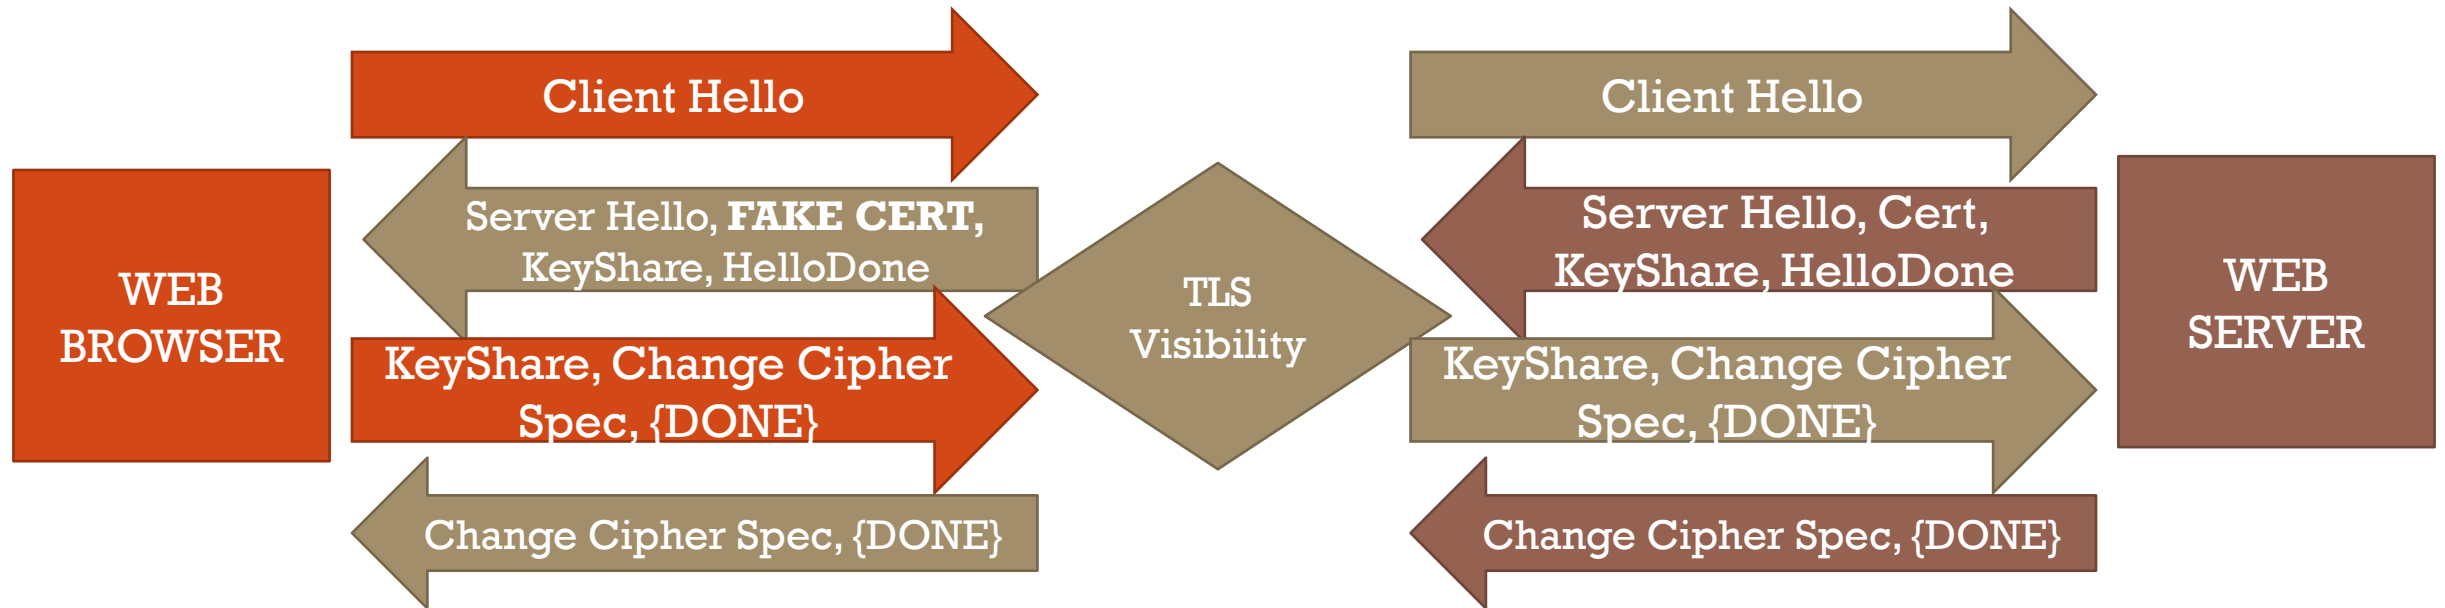 Client Hello
Client Hello
Server Hello, FAKE CERT,
KeyShare, HelloDone
Server Hello, Cert,
KeyShare, HelloDone
WEB
BROWSER
TLS
Visibility
WEB
SERVER
KeyShare, Change Cipher
Spec, {DONE}
KeyShare, Change Cipher
Spec, {DONE}
Change Cipher Spec, {DONE}
Change Cipher Spec, {DONE}